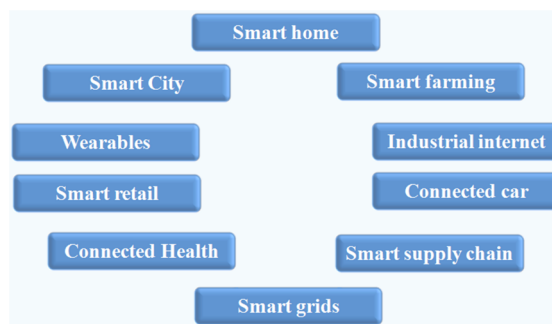 Smart home
Smart City
Smart farming
Wearables
Industrial internet
Smart retail
Connected car
Connected Health
Smart supply chain
Smart grids